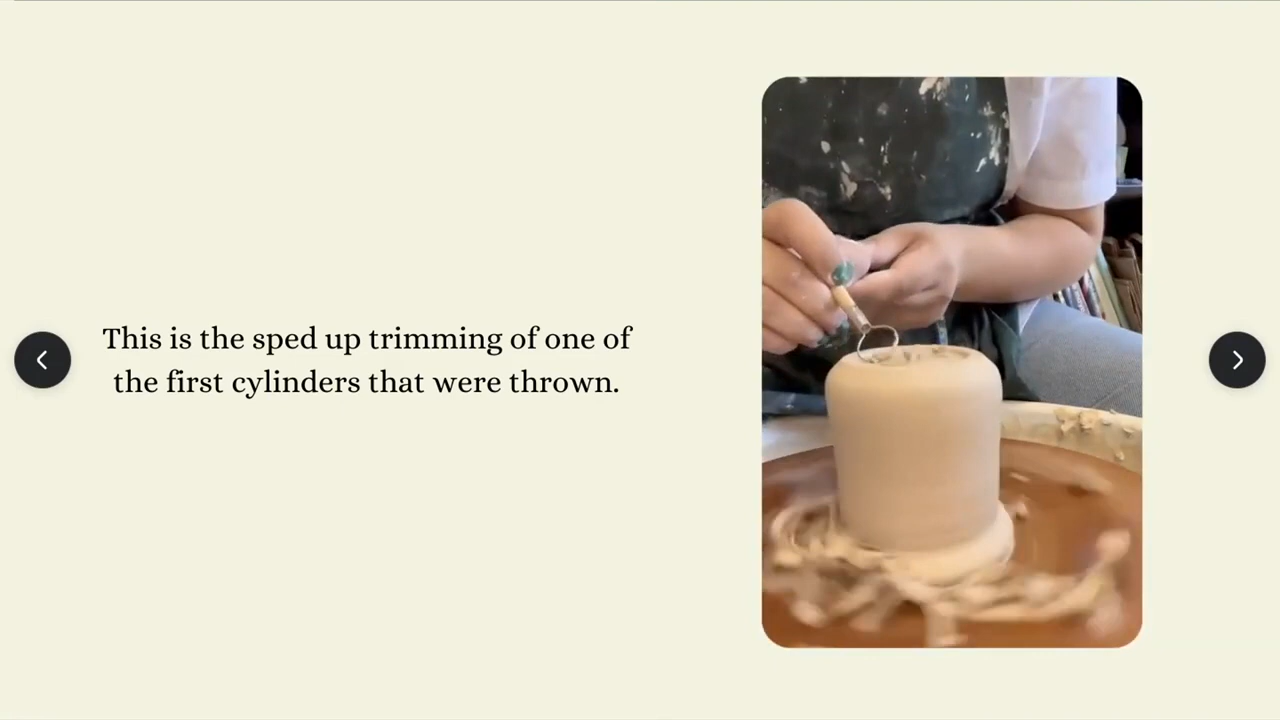 This is the sped up trimming of one of
the first cylinders that were thrown.